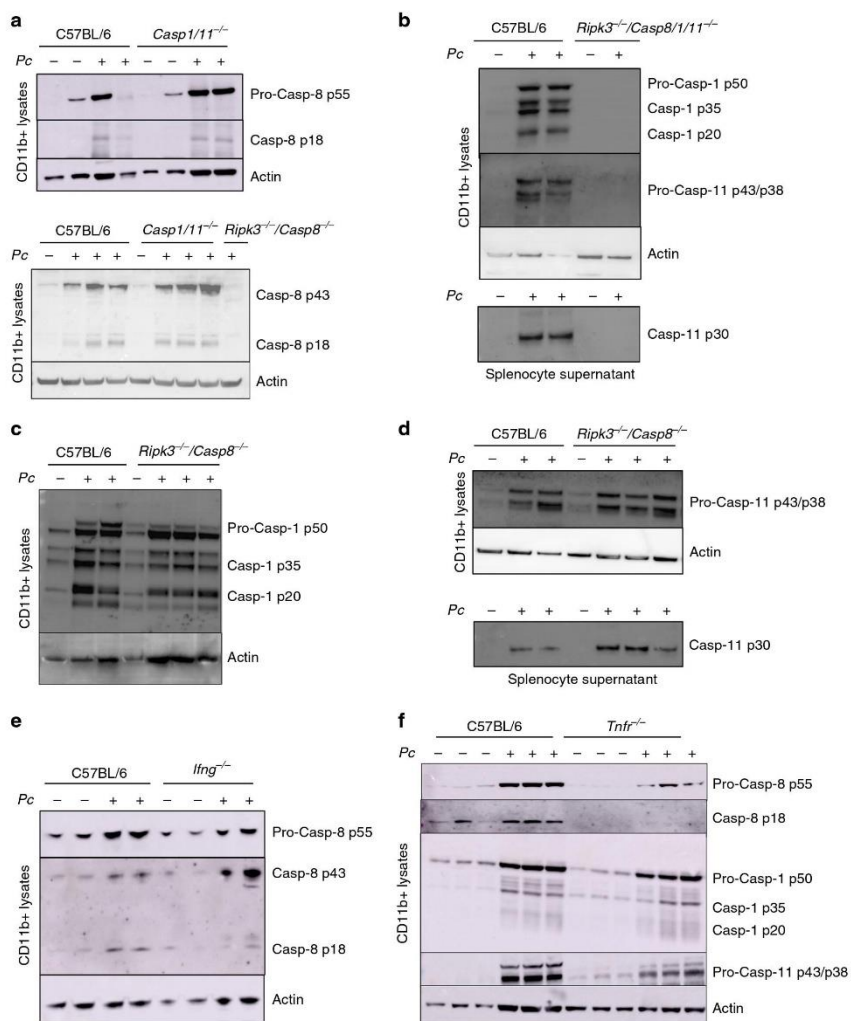 a
C57BL/6 Casp1/11–/–
Pc – – + + – – + +
CD11b+ lysates
Pro-Casp-8 p55
Casp-8 p18
Actin
C57BL/6 Casp1/11–/– Ripk3–/–/Casp8–/–
Pc – + + + – + + + +
CD11b+ lysates
Casp-8 p43
Casp-8 p18
Actin
b
C57BL/6 Ripk3–/–/Casp8/1/11–/–
Pc – + + – +
CD11b+ lysates
Pro-Casp-1 p50
Casp-1 p35
Casp-1 p20
Pro-Casp-11 p43/p38
Actin
Pc – + + – +
Casp-11 p30
Splenocyte supernatant
c
C57BL/6 Ripk3–/–/Casp8–/–
Pc – + + – + + +
CD11b+ lysates
Pro-Casp-1 p50
Casp-1 p35
Casp-1 p20
Actin
d
C57BL/6 Ripk3–/–/Casp8–/–
Pc – + + – + + +
CD11b+ lysates
Pro-Casp-11 p43/p38
Actin
Pc – + + – + + +
Casp-11 p30
Splenocyte supernatant
e
C57BL/6 Ifng–/–
Pc – – + + – – + +
CD11b+ lysates
Pro-Casp-8 p55
Casp-8 p43
Casp-8 p18
Actin
f
C57BL/6 Tnfr–/–
Pc – – – + + + – – – + + +
CD11b+ lysates
Pro-Casp-8 p55
Casp-8 p18
Pro-Casp-1 p50
Casp-1 p35
Casp-1 p20
Pro-Casp-11 p43/p38
Actin